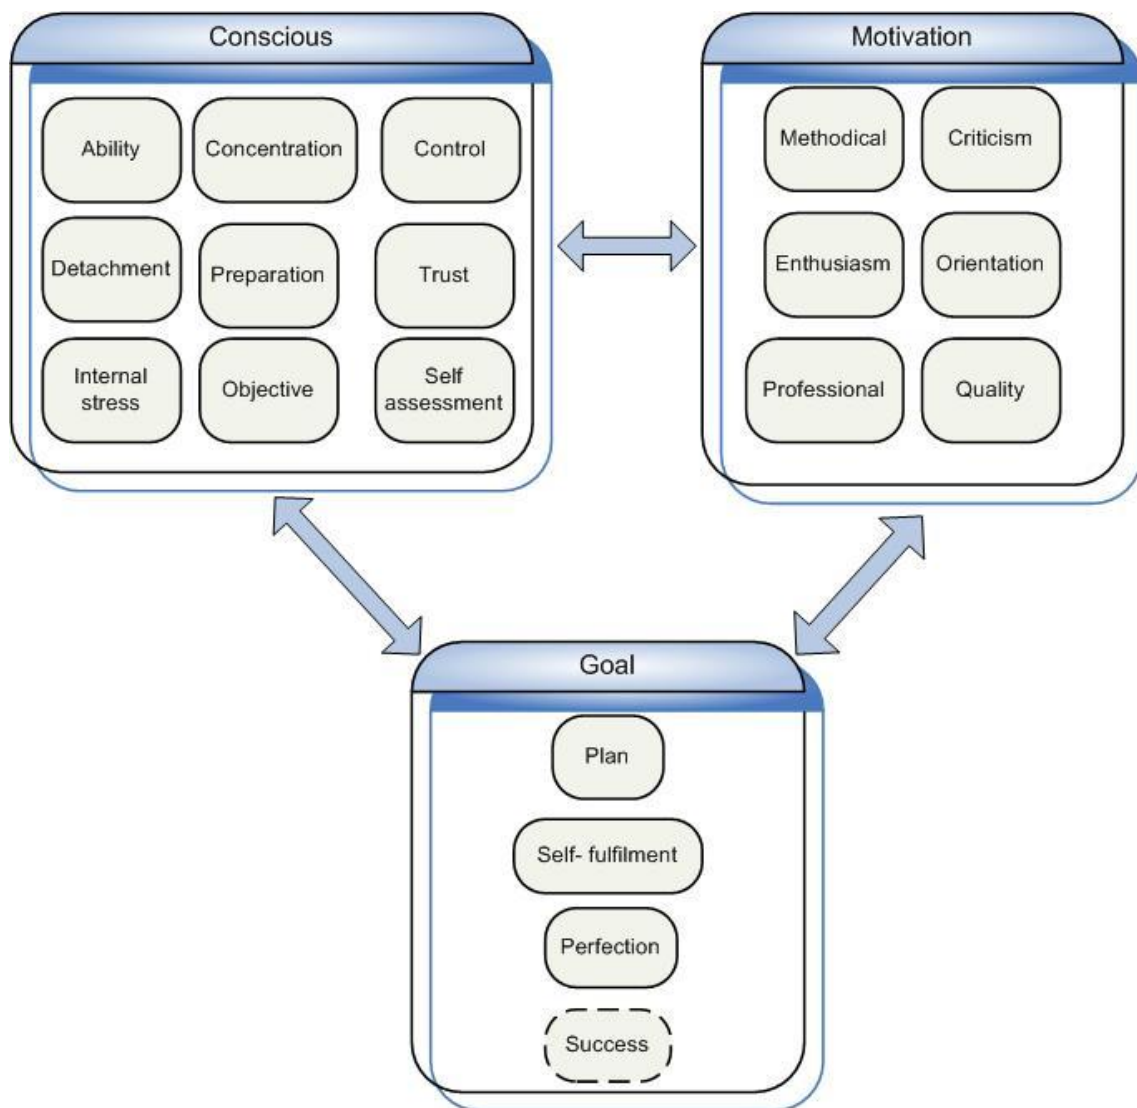 Conscious
Ability
Concentration
Control
Detachment
Preparation
Trust
Internal
stress
Objective
Self
assessment
Motivation
Methodical
Criticism
Enthusiasm
Orientation
Professional
Quality
Goal
Plan
Self- fulfilment
Perfection
Success